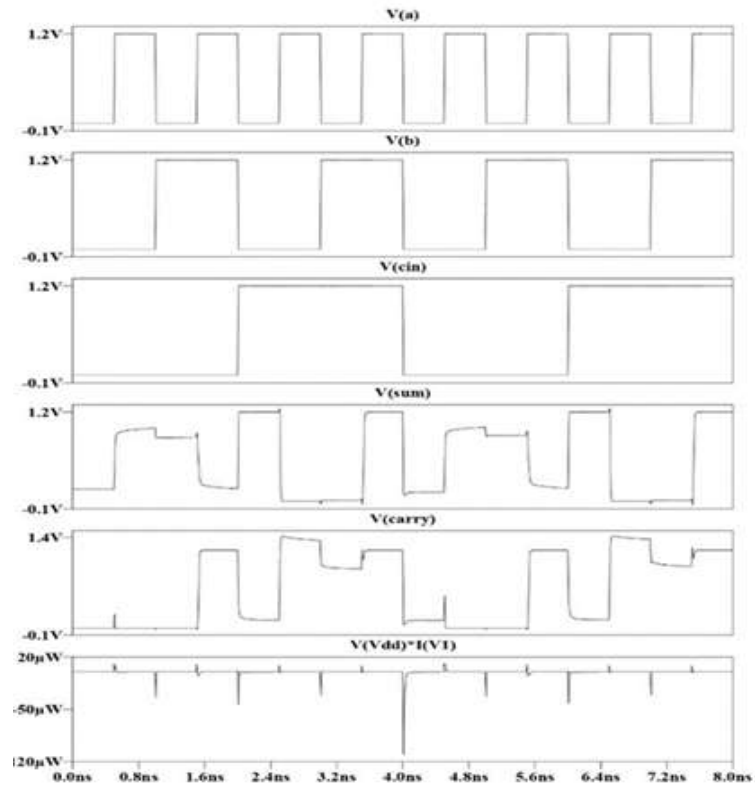 V(a)
1.2V
-0.1V
V(b)
1.2V
-0.1V
V(cin)
1.2V
-0.1V
V(sum)
1.2V
-0.1V
V(carry)
1.4V
-0.1V
V(Vdd)*I(V1)
20µW
-50µW
120µW
0.0ns 0.8ns 1.6ns 2.4ns 3.2ns 4.0ns 4.8ns 5.6ns 6.4ns 7.2ns 8.0ns